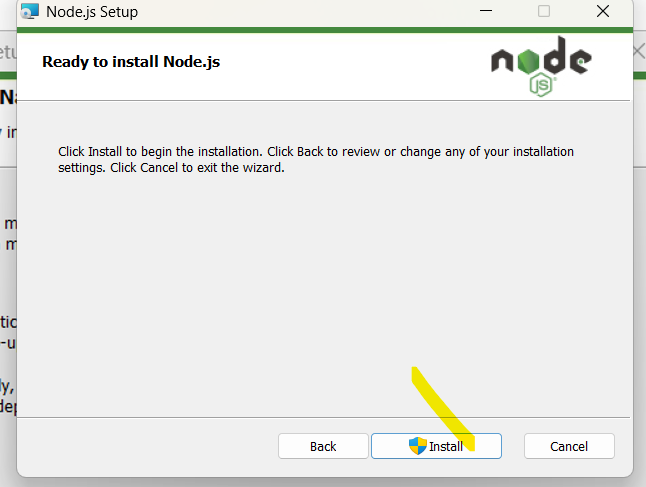 Node.js Setup
Ready to install Node.js
node
JS
Click Install to begin the installation. Click Back to review or change any of your installation
settings. Click Cancel to exit the wizard.
Back
Install
Cancel